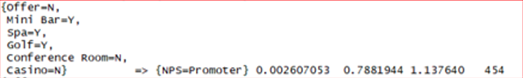 {Offer=N,
Mini Bar=Y,
Spa=Y,
Golf=Y,
Conference Room=N,
Casino=N} => {NPS=Promoter} 0.002607053 0.7881944 1.137640 454